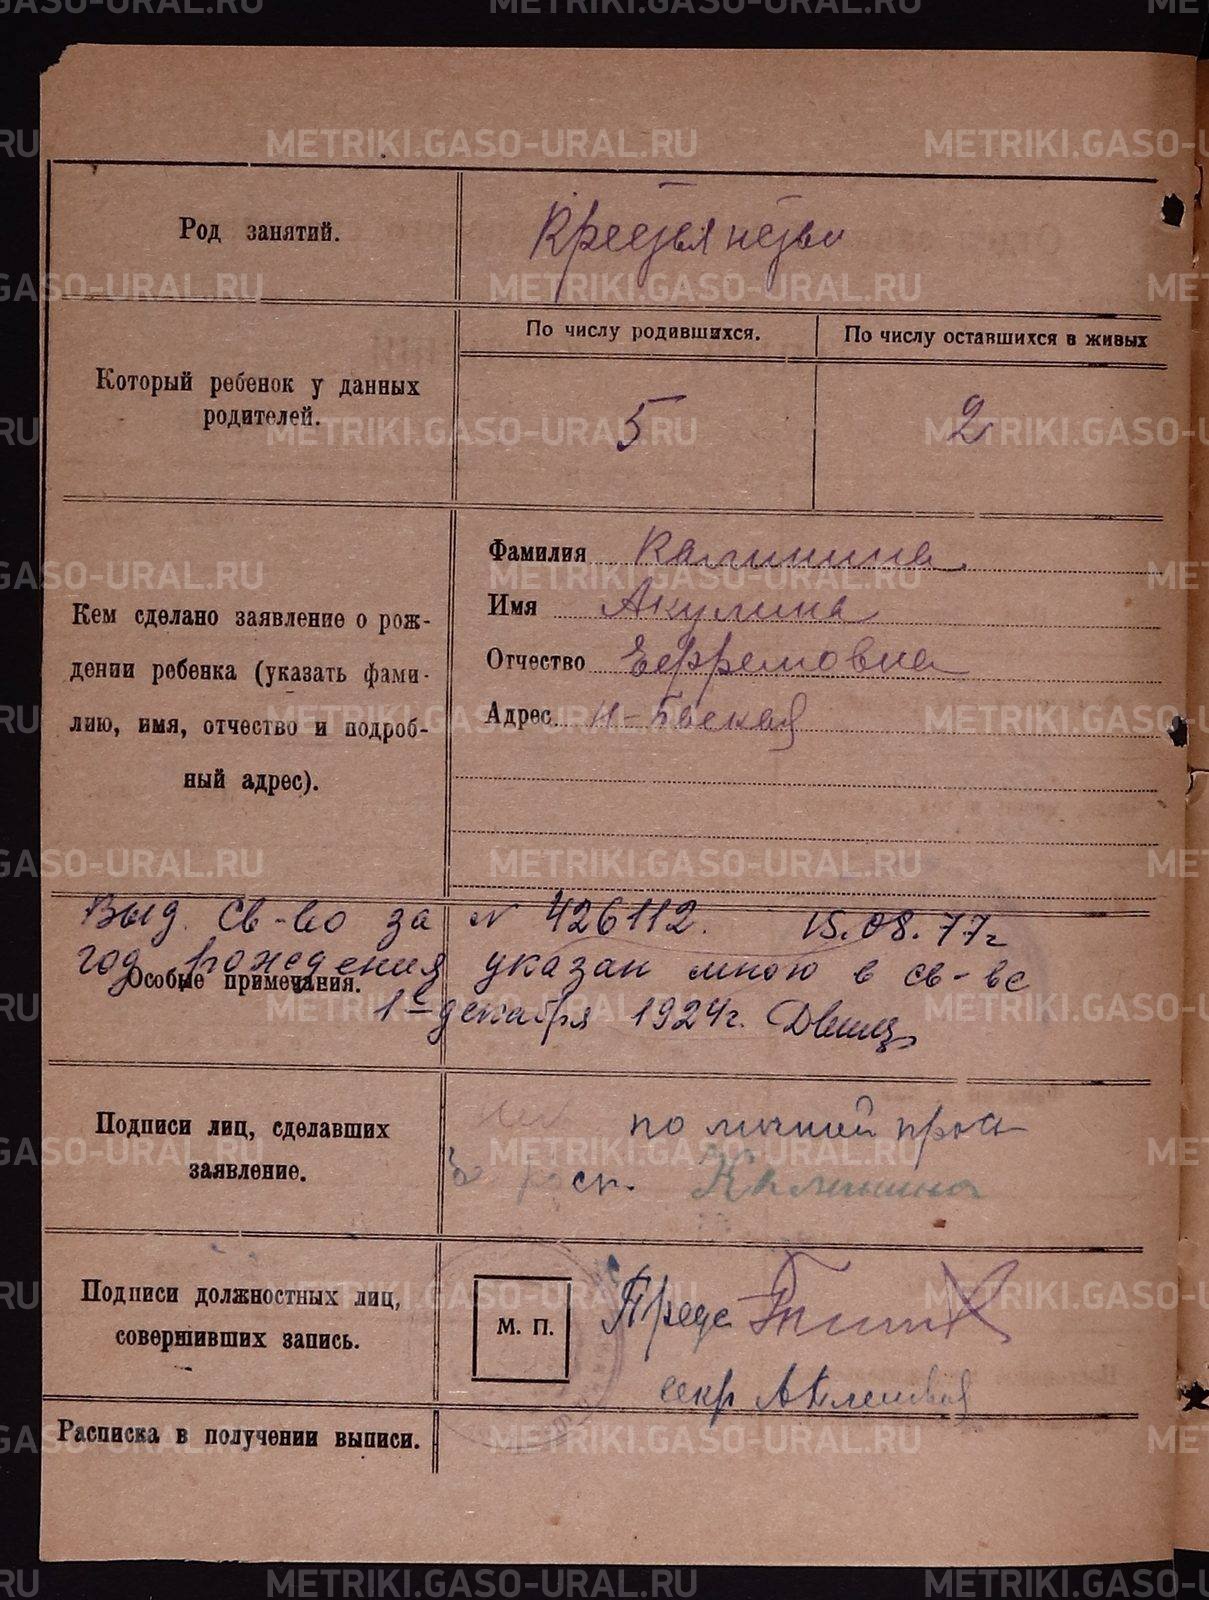 Род занятий.
Крестьянство
Который ребенок у данных
родителей.
По числу родившихся.
По числу оставшихся в живых
5
2
Кем сделано заявление о рож-
дении ребенка (указать фами-
лию, имя, отчество и подроб-
ный адрес).
Фамилия Калинина
Имя Акулина
Отчество Ефремовна
Адрес
Выд. Св-во за № 426112. 15.08.77г
год рождения указан мною в св-ве
Особые примечания.
1е декабря 1924г.
Подписи лиц, сделавших
заявление.
по личной
Калинина
Подписи должностных лиц,
совершивших запись.
М. П.
Предс
секр
Расписка в получении выписи.
METRIKI.GASO-URAL.RU